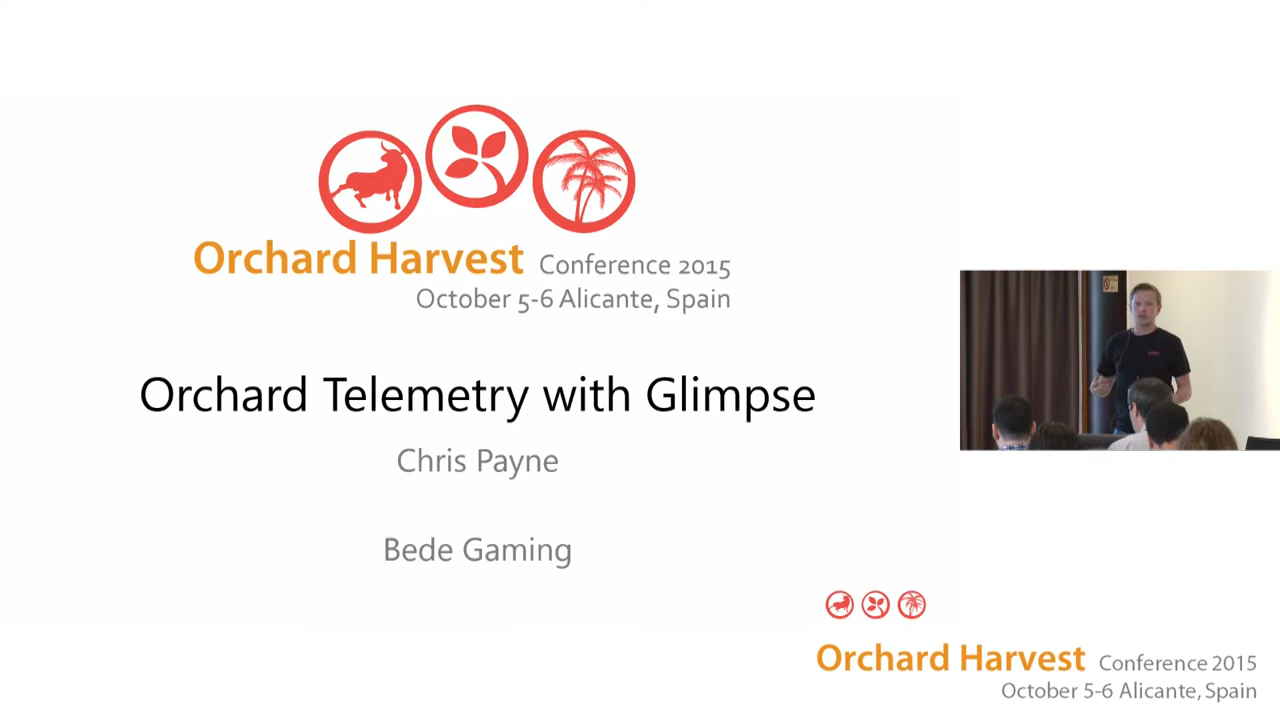 Orchard Harvest Conference 2015
October 5-6 Alicante, Spain
Orchard Telemetry with Glimpse
Chris Payne
Bede Gaming
Orchard Harvest Conference 2015
October 5-6 Alicante, Spain